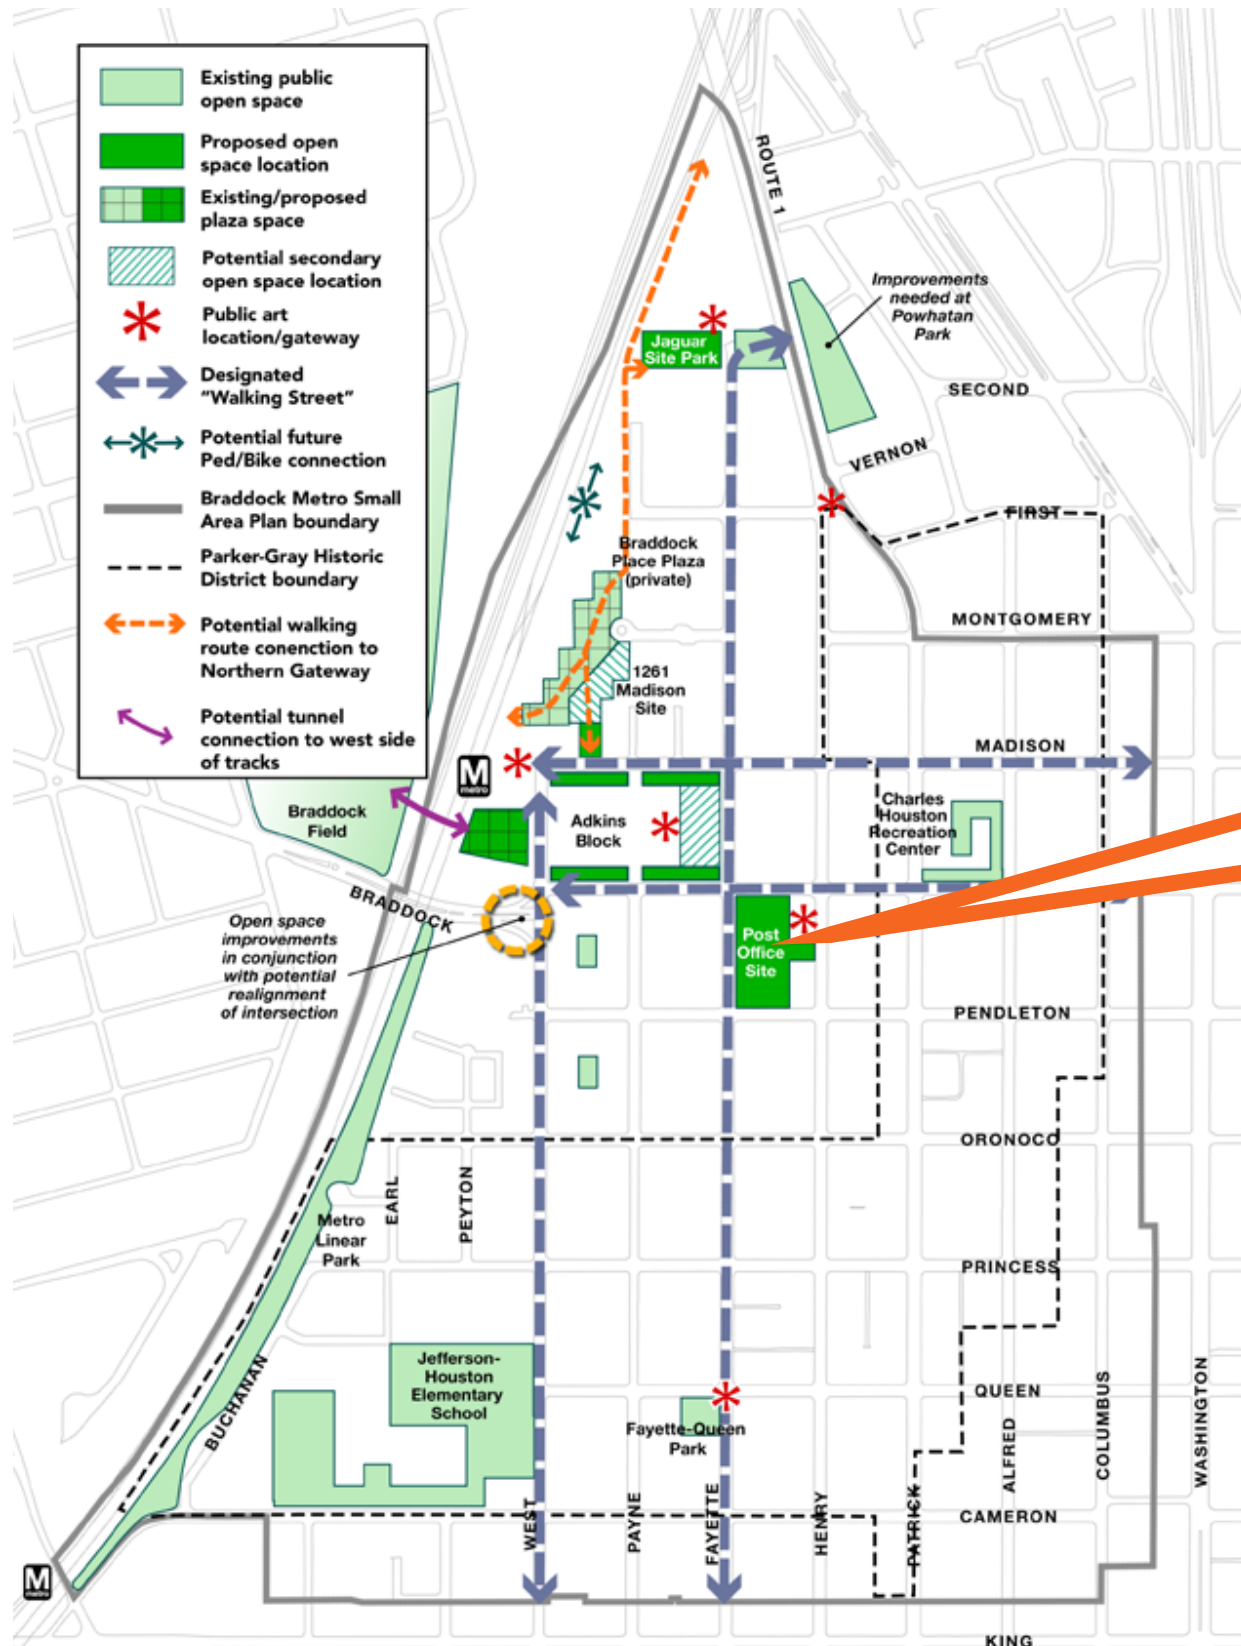 Existing public
open space
Proposed open
space location
Existing/proposed
plaza space
Potential secondary
open space location
Public art
location/gateway
Designated
“Walking Street”
Potential future
Ped/Bike connection
Braddock Metro Small
Area Plan boundary
Parker-Gray Historic
District boundary
Potential walking
route conenction to
Northern Gateway
Potential tunnel
connection to west side
of tracks
ROUTE 1
Improvements
needed at
Powhatan
Park
Jaguar
Site Park
SECOND
VERNON
FIRST
Braddock
Place Plaza
(private)
MONTGOMERY
1261
Madison
Site
MADISON
M
metro
Braddock
Field
Adkins
Block
Charles
Houston
Recreation
Center
BRADDOCK
Open space
improvements
in conjunction
with potential
realignment
of intersection
Post
Office
Site
PENDLETON
ORONOCO
EARL
PEYTON
Metro
Linear
Park
PRINCESS
BUCHANAN
Jefferson-
Houston
Elementary
School
QUEEN
Fayette-Queen
Park
WEST
PAYNE
FAYETTE
HENRY
PATRICK
ALFRED
COLUMBUS
WASHINGTON
CAMERON
M
metro
KING